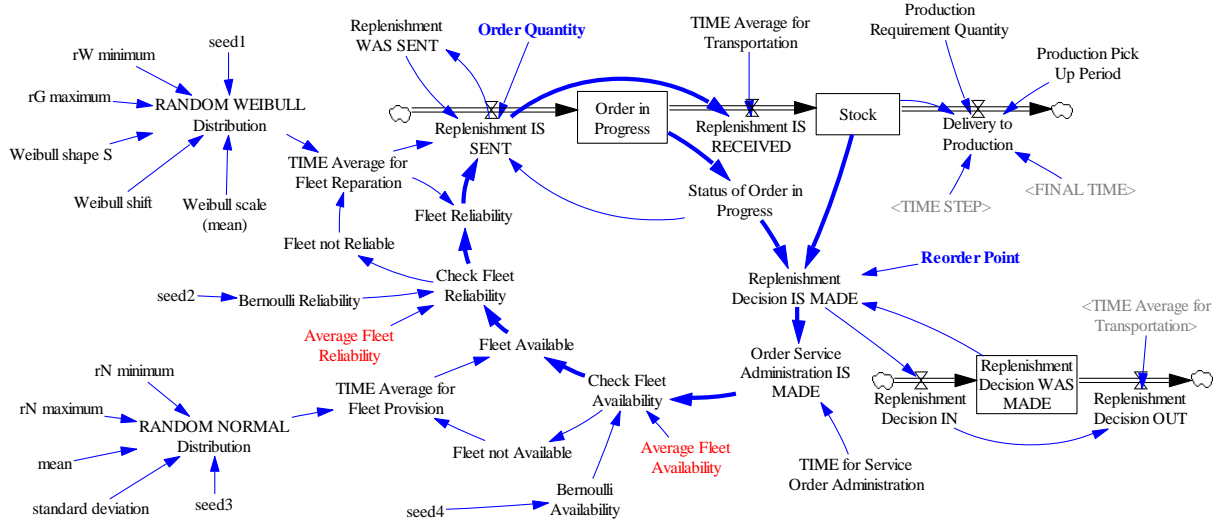 Replenishment
WAS SENT
Order Quantity
TIME Average for
Transportation
Production
Requirement Quantity
Production Pick
Up Period
seed1
rW minimum
rG maximum
RANDOM WEIBULL
Distribution
Weibull shape S
Weibull shift
Weibull scale
(mean)
TIME Average for
Fleet Reparation
Replenishment IS
SENT
Order in
Progress
Replenishment IS
RECEIVED
Stock
Delivery to
Production
<TIME STEP>
<FINAL TIME>
Status of Order in
Progress
Fleet Reliability
Fleet not Reliable
Check Fleet
Reliability
seed2
Bernoulli Reliability
Average Fleet
Reliability
Fleet Available
Replenishment
Decision IS MADE
Reorder Point
<TIME Average for
Transportation>
Order Service
Administration IS
MADE
Replenishment
Decision IN
Replenishment
Decision WAS
MADE
Replenishment
Decision OUT
Check Fleet
Availability
TIME Average for
Fleet Provision
rN minimum
rN maximum
RANDOM NORMAL
Distribution
mean
standard deviation
seed3
Fleet not Available
Average Fleet
Availability
TIME for Service
Order Administration
Bernoulli
Availability
seed4